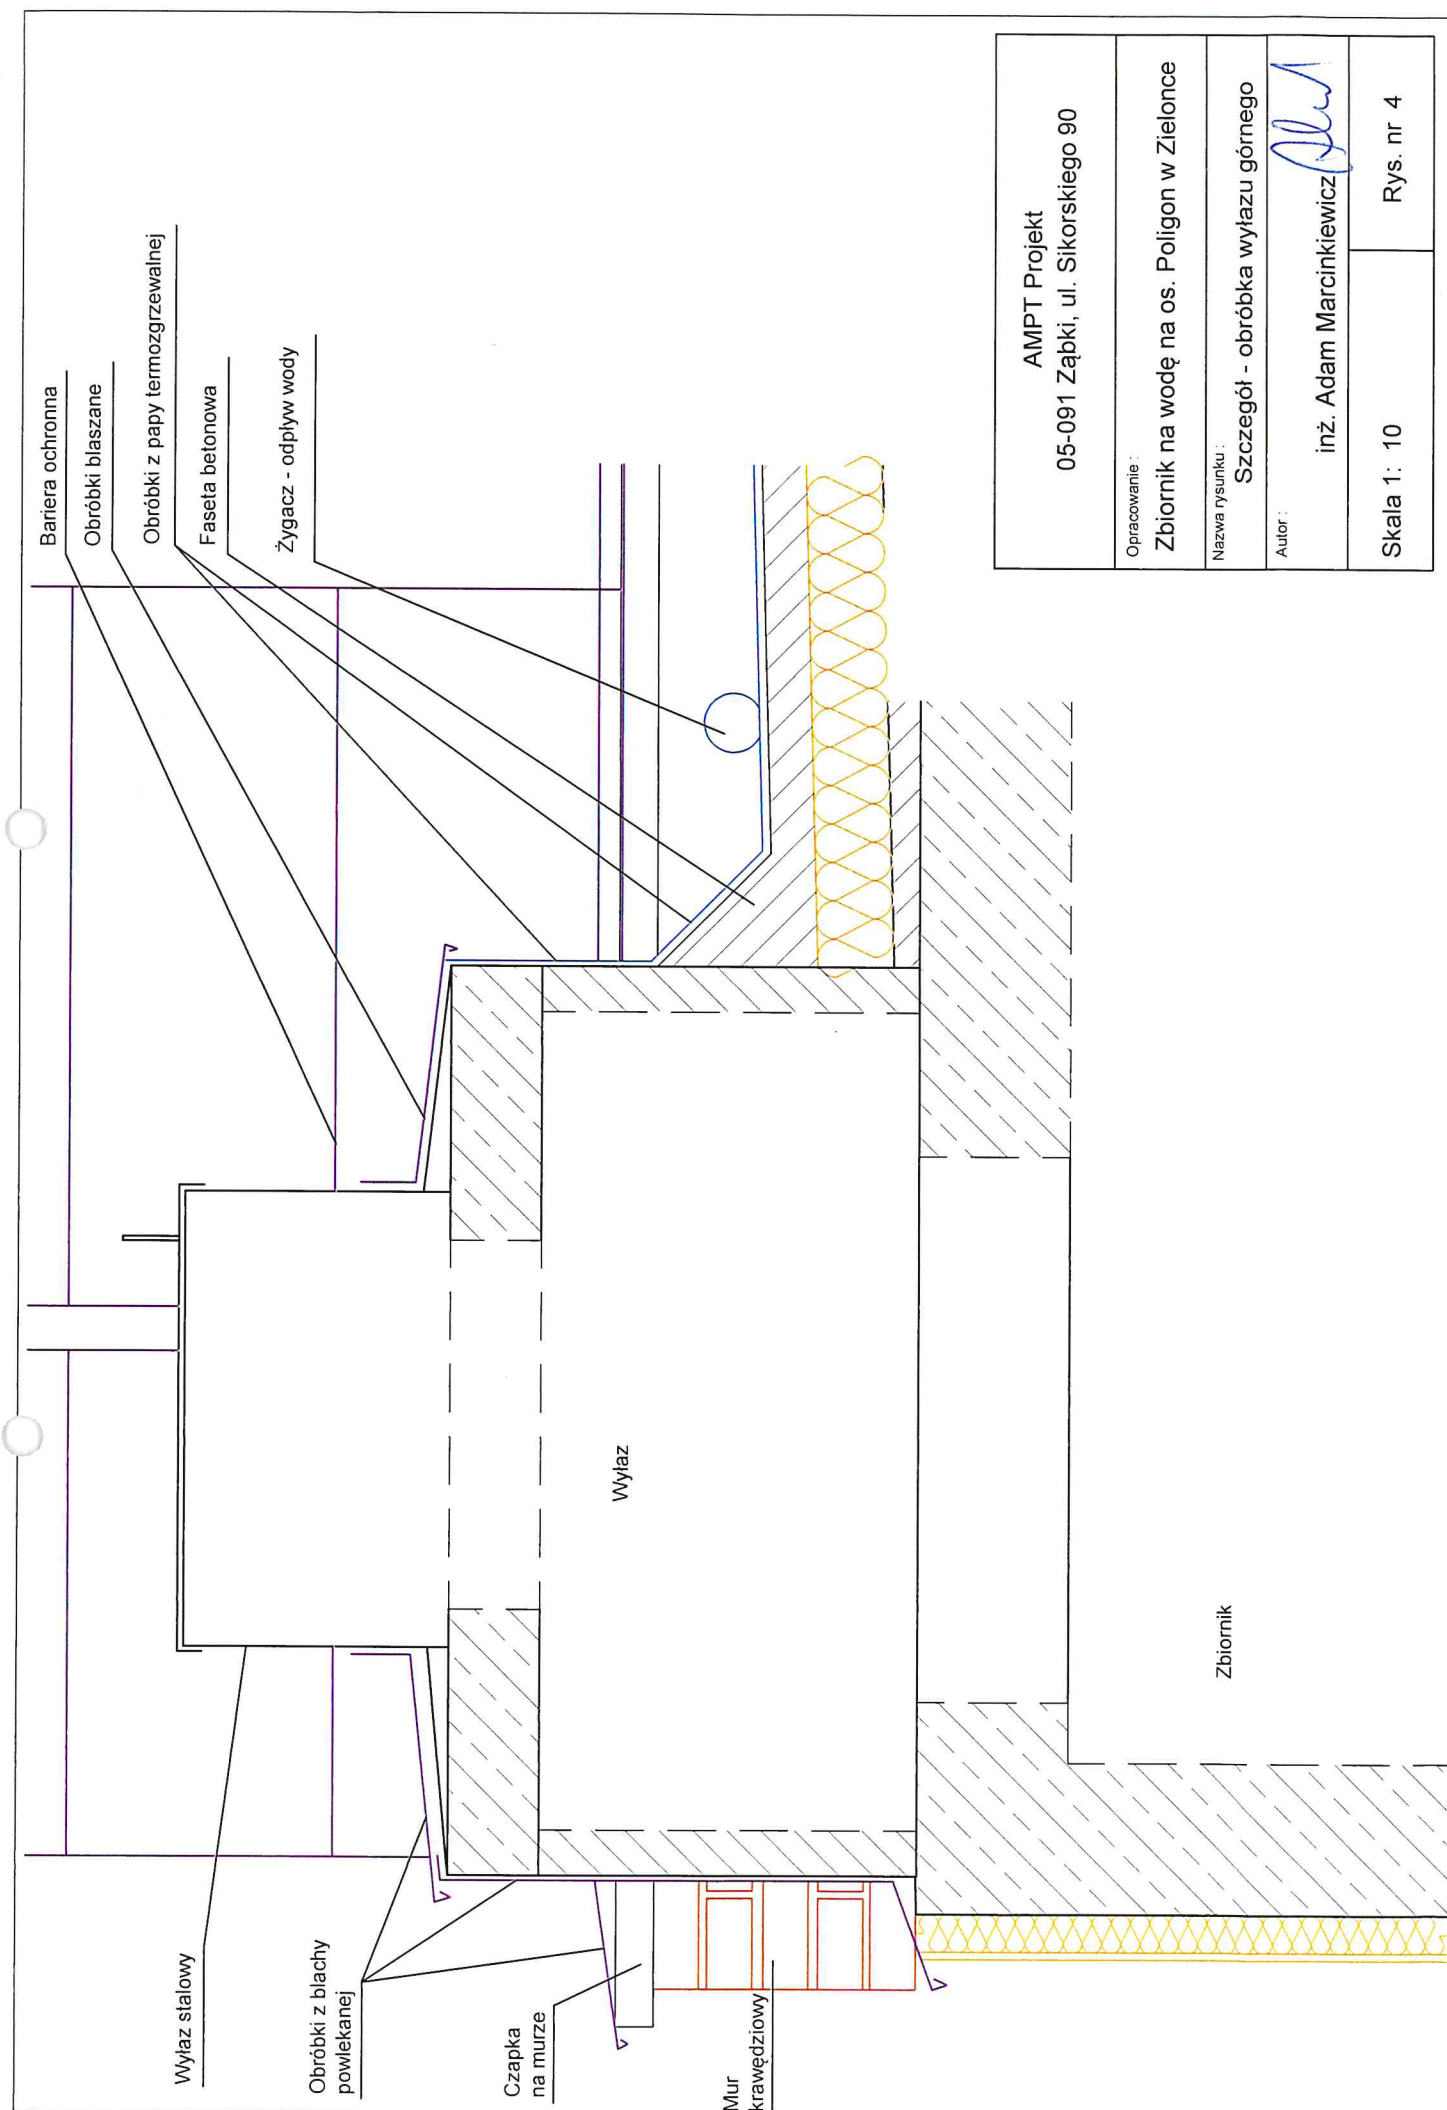 Bariera ochronna
Obróbki blaszane
Obróbki z papy termozgrzewalnej
Faseta betonowa
Żygacz - odpływ wody
Wyłaz stalowy
Obróbki z blachy
powlekanej
Czapka
na murze
Mur
krawędziowy
Wyłaz
Zbiornik
AMPT Projekt
05-091 Ząbki, ul. Sikorskiego 90
Opracowanie :
Zbiornik na wodę na os. Poligon w Zielonce
Nazwa rysunku :
Szczegół - obróbka wyłazu górnego
Autor :
inż. Adam Marcinkiewicz
Skala 1: 10
Rys. nr 4